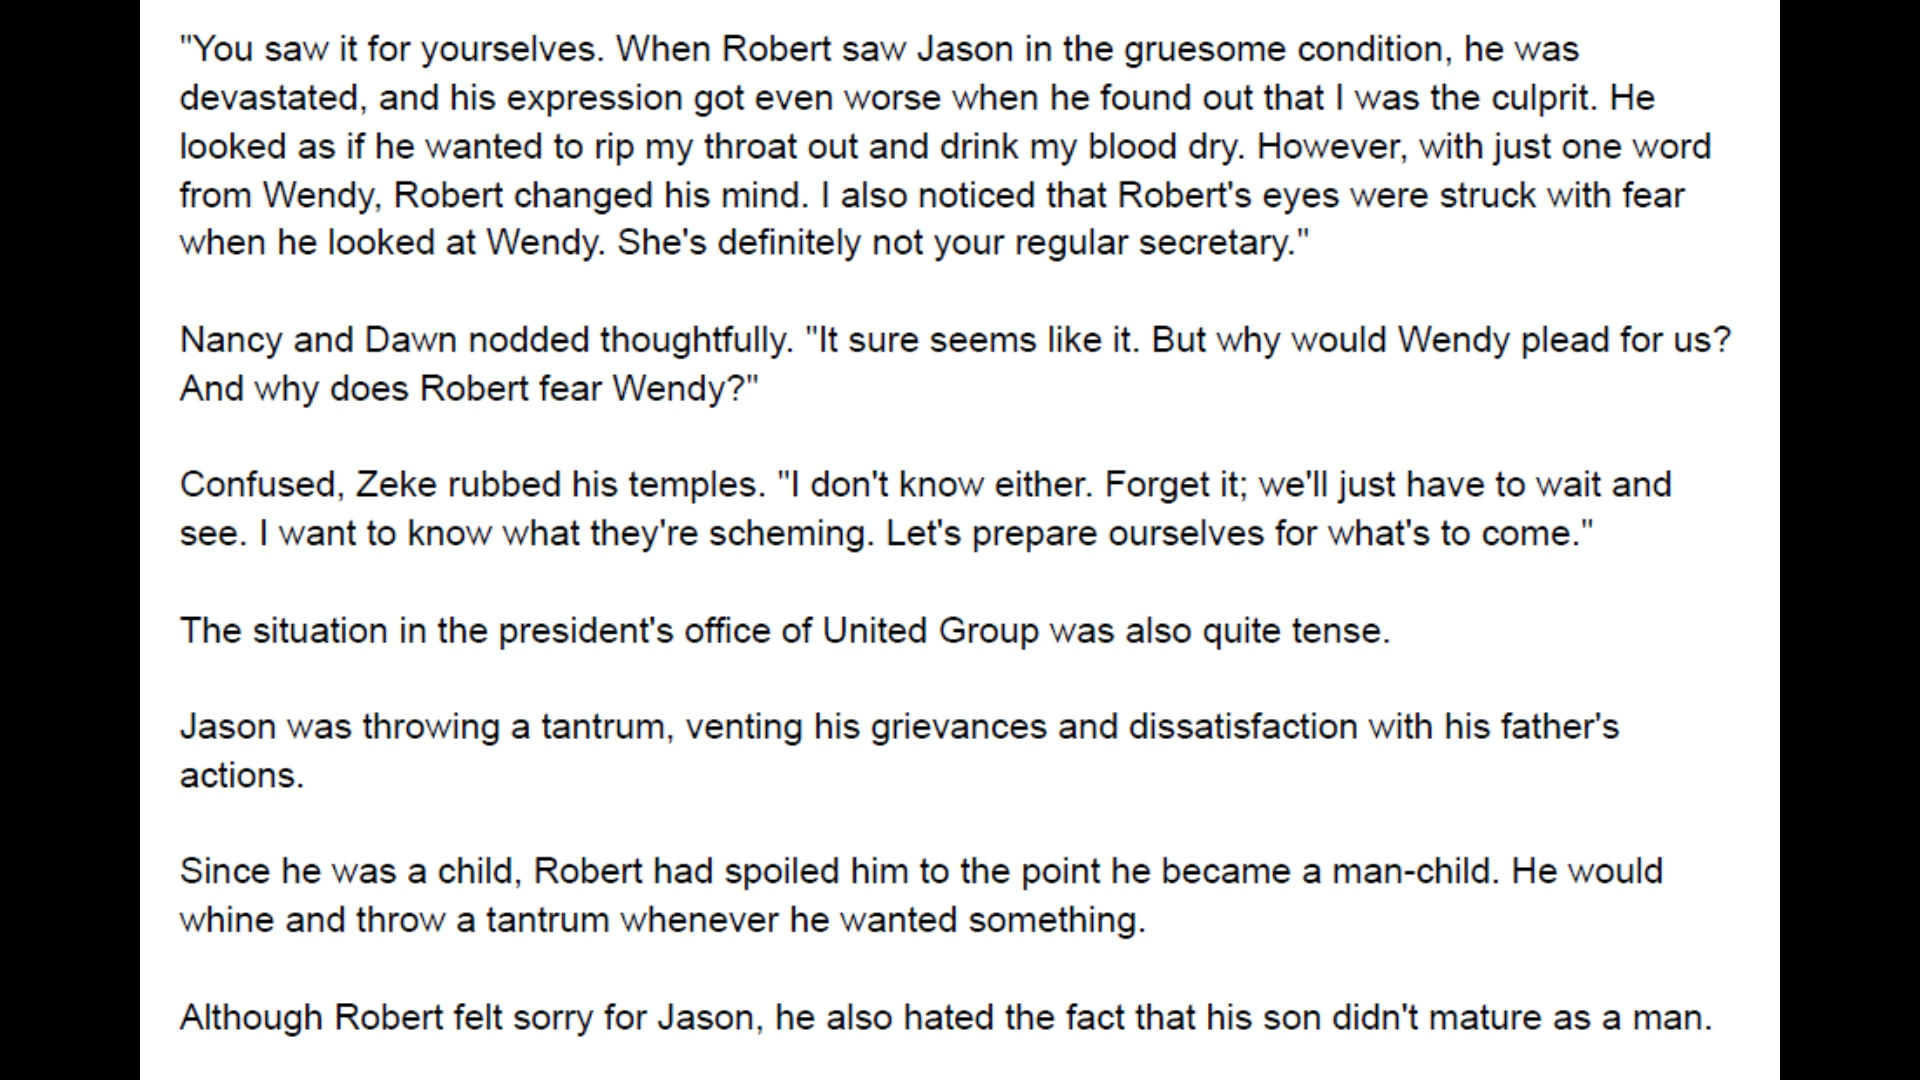 "You saw it for yourselves. When Robert saw Jason in the gruesome condition, he was
devastated, and his expression got even worse when he found out that I was the culprit. He
looked as if he wanted to rip my throat out and drink my blood dry. However, with just one word
from Wendy, Robert changed his mind. I also noticed that Robert's eyes were struck with fear
when he looked at Wendy. She's definitely not your regular secretary."
Nancy and Dawn nodded thoughtfully. "It sure seems like it. But why would Wendy plead for us?
And why does Robert fear Wendy?"
Confused, Zeke rubbed his temples. "I don't know either. Forget it; we'll just have to wait and
see. I want to know what they're scheming. Let's prepare ourselves for what's to come."
The situation in the president's office of United Group was also quite tense.
Jason was throwing a tantrum, venting his grievances and dissatisfaction with his father's
actions.
Since he was a child, Robert had spoiled him to the point he became a man-child. He would
whine and throw a tantrum whenever he wanted something.
Although Robert felt sorry for Jason, he also hated the fact that his son didn't mature as a man.